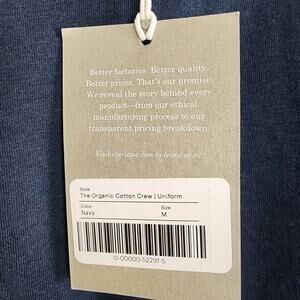 Better factories. Better quality.
Better prices. That's our promise.
We reveal the story behind every
product—from our ethical
manufacturing process to our
transparent pricing breakdown.
Visit everlane.com to learn more.
Style
The Organic Cotton Crew | Uniform
Color
Navy
Size
M
0-00000-52291-5